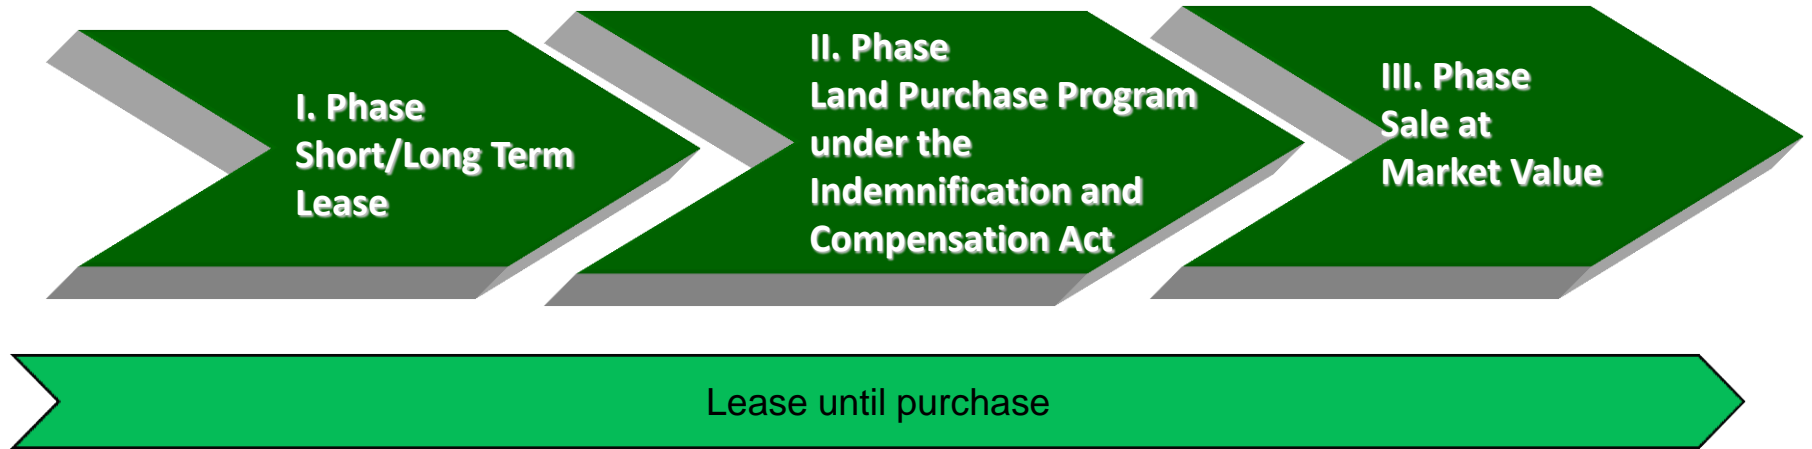 I. Phase
Short/Long Term
Lease
II. Phase
Land Purchase Program
under the
Indemnification and
Compensation Act
III. Phase
Sale at
Market Value
Lease until purchase